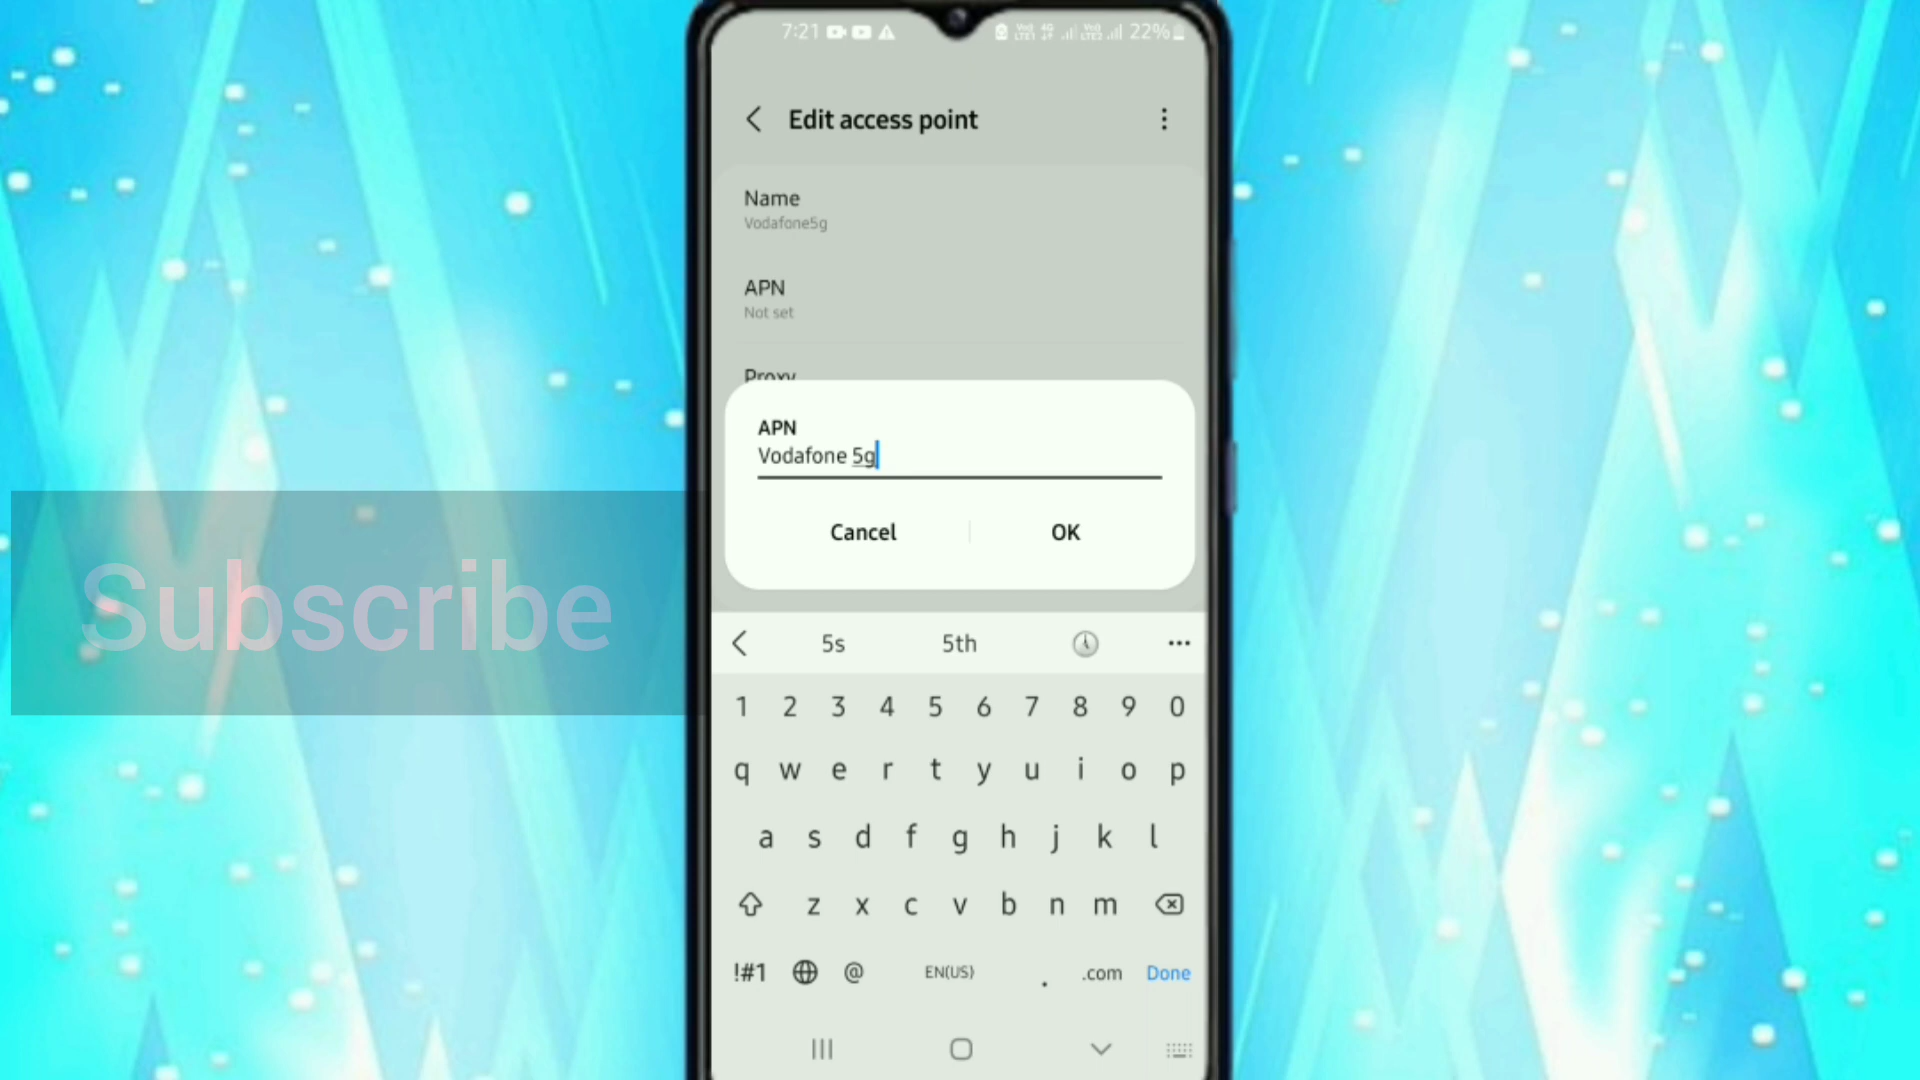 7:21
22%
Edit access point
Name
Vodafone5g
APN
Not set
Proxy
APN
Vodafone 5g
Cancel
OK
Subscribe
5s
5th
1 2 3 4 5 6 7 8 9 0
q w e r t y u i o p
a s d f g h j k l
z x c v b n m
!#1 @ EN(US) . .com Done